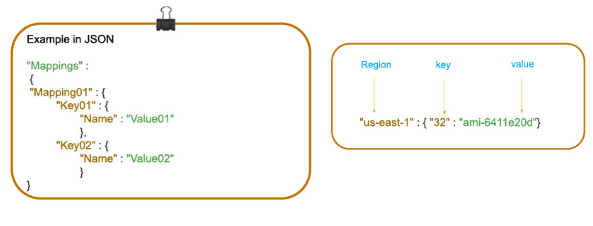 Example in JSON
"Mappings" :
{
"Mapping01" : {
"Key01" : {
"Name" : "Value01"
},
"Key02" : {
"Name" : "Value02"
}
}
Region key value
"us-east-1" : { "32" : "ami-6411e20d"}